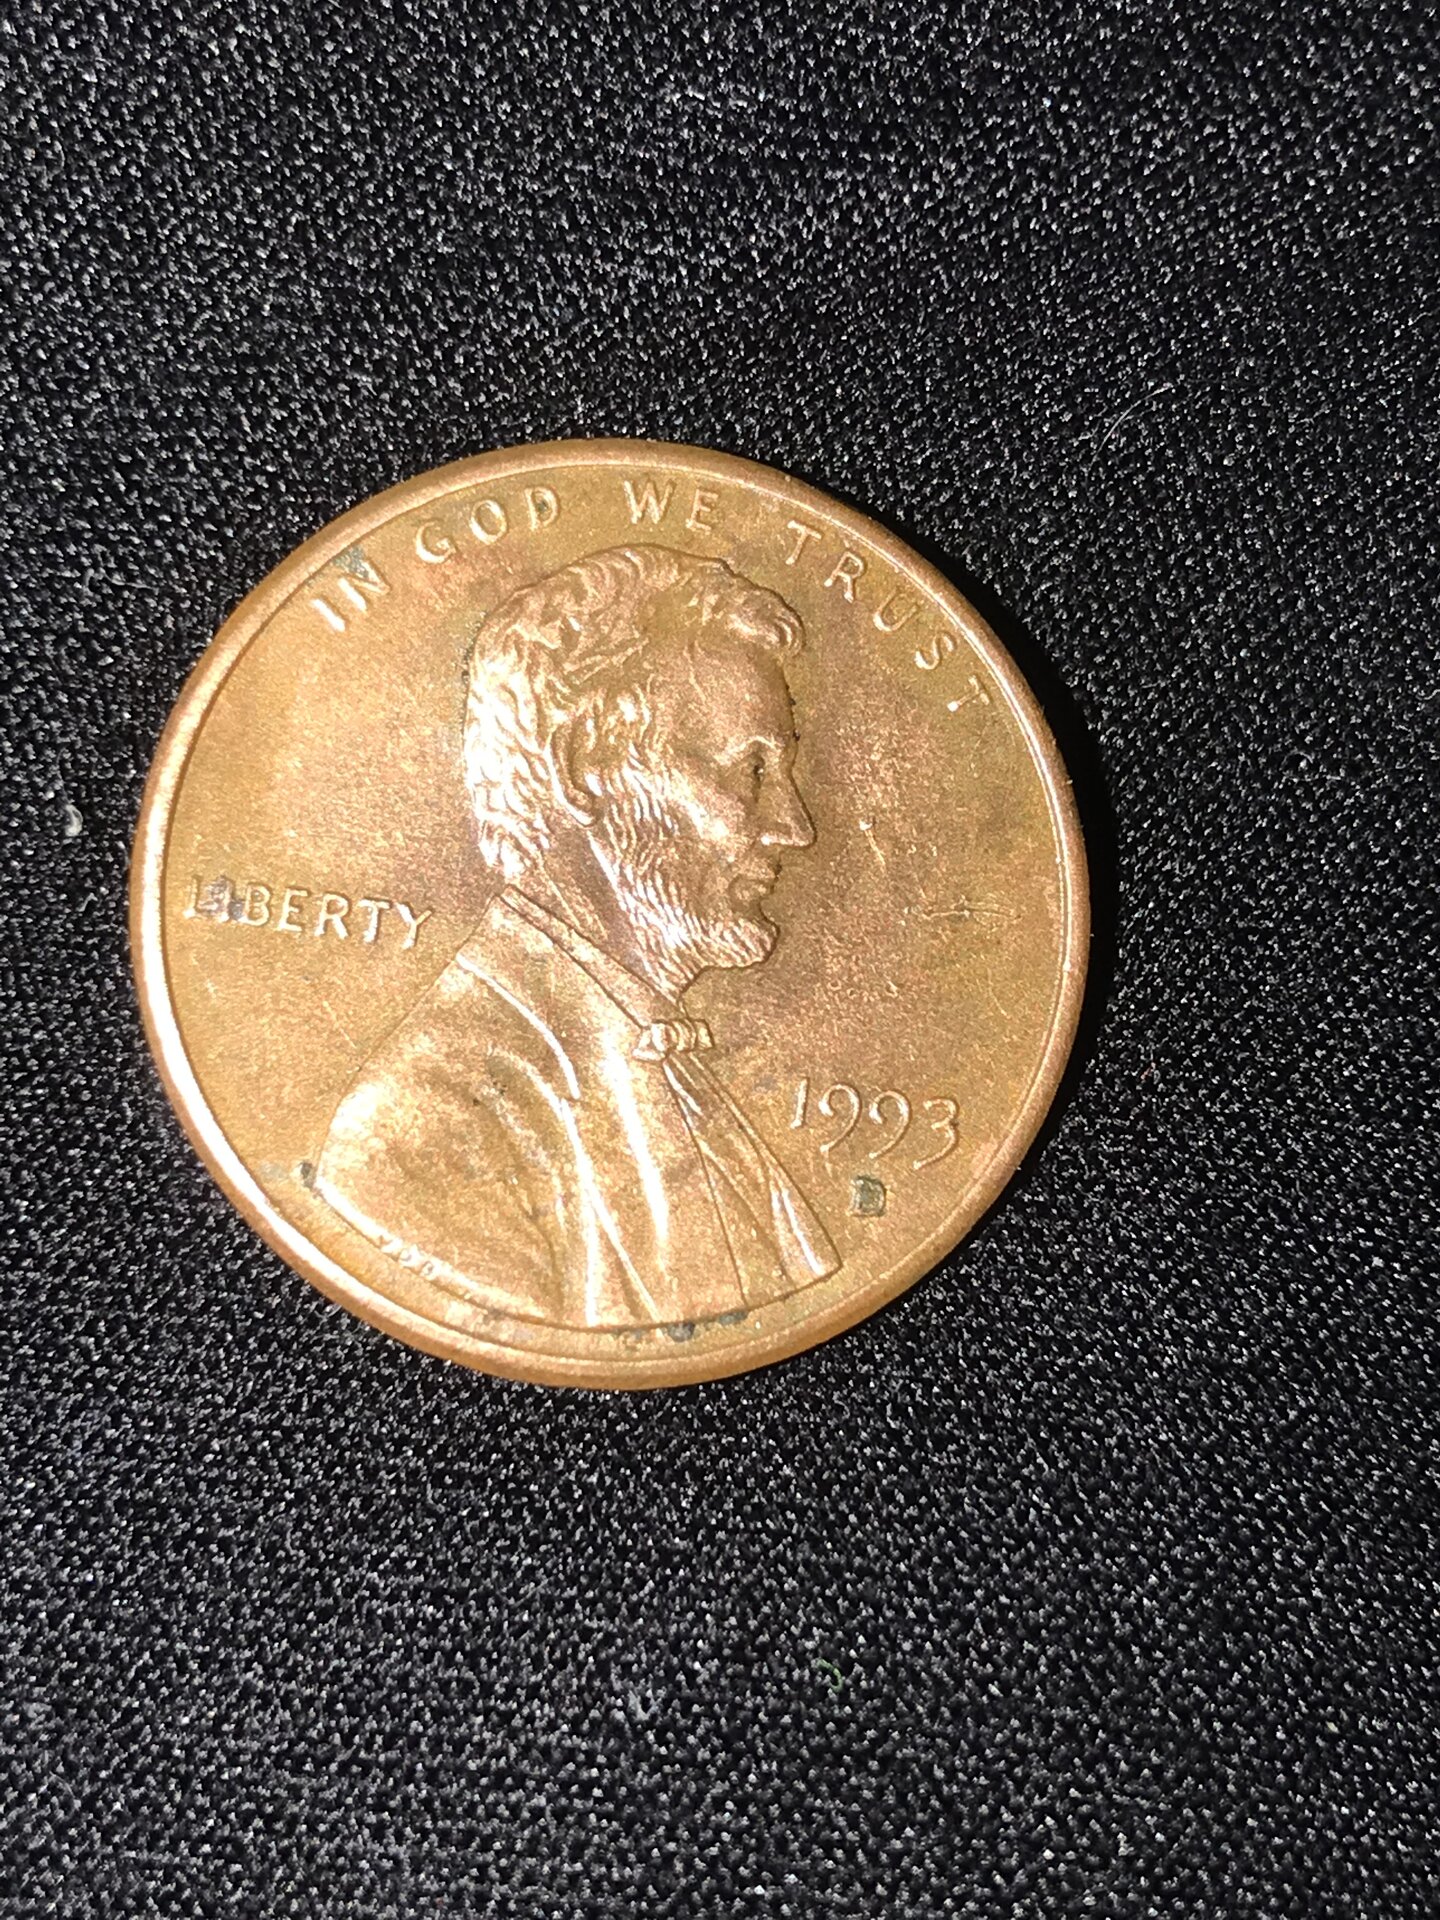 IN GOD WE TRUST
LIBERTY
1993
D